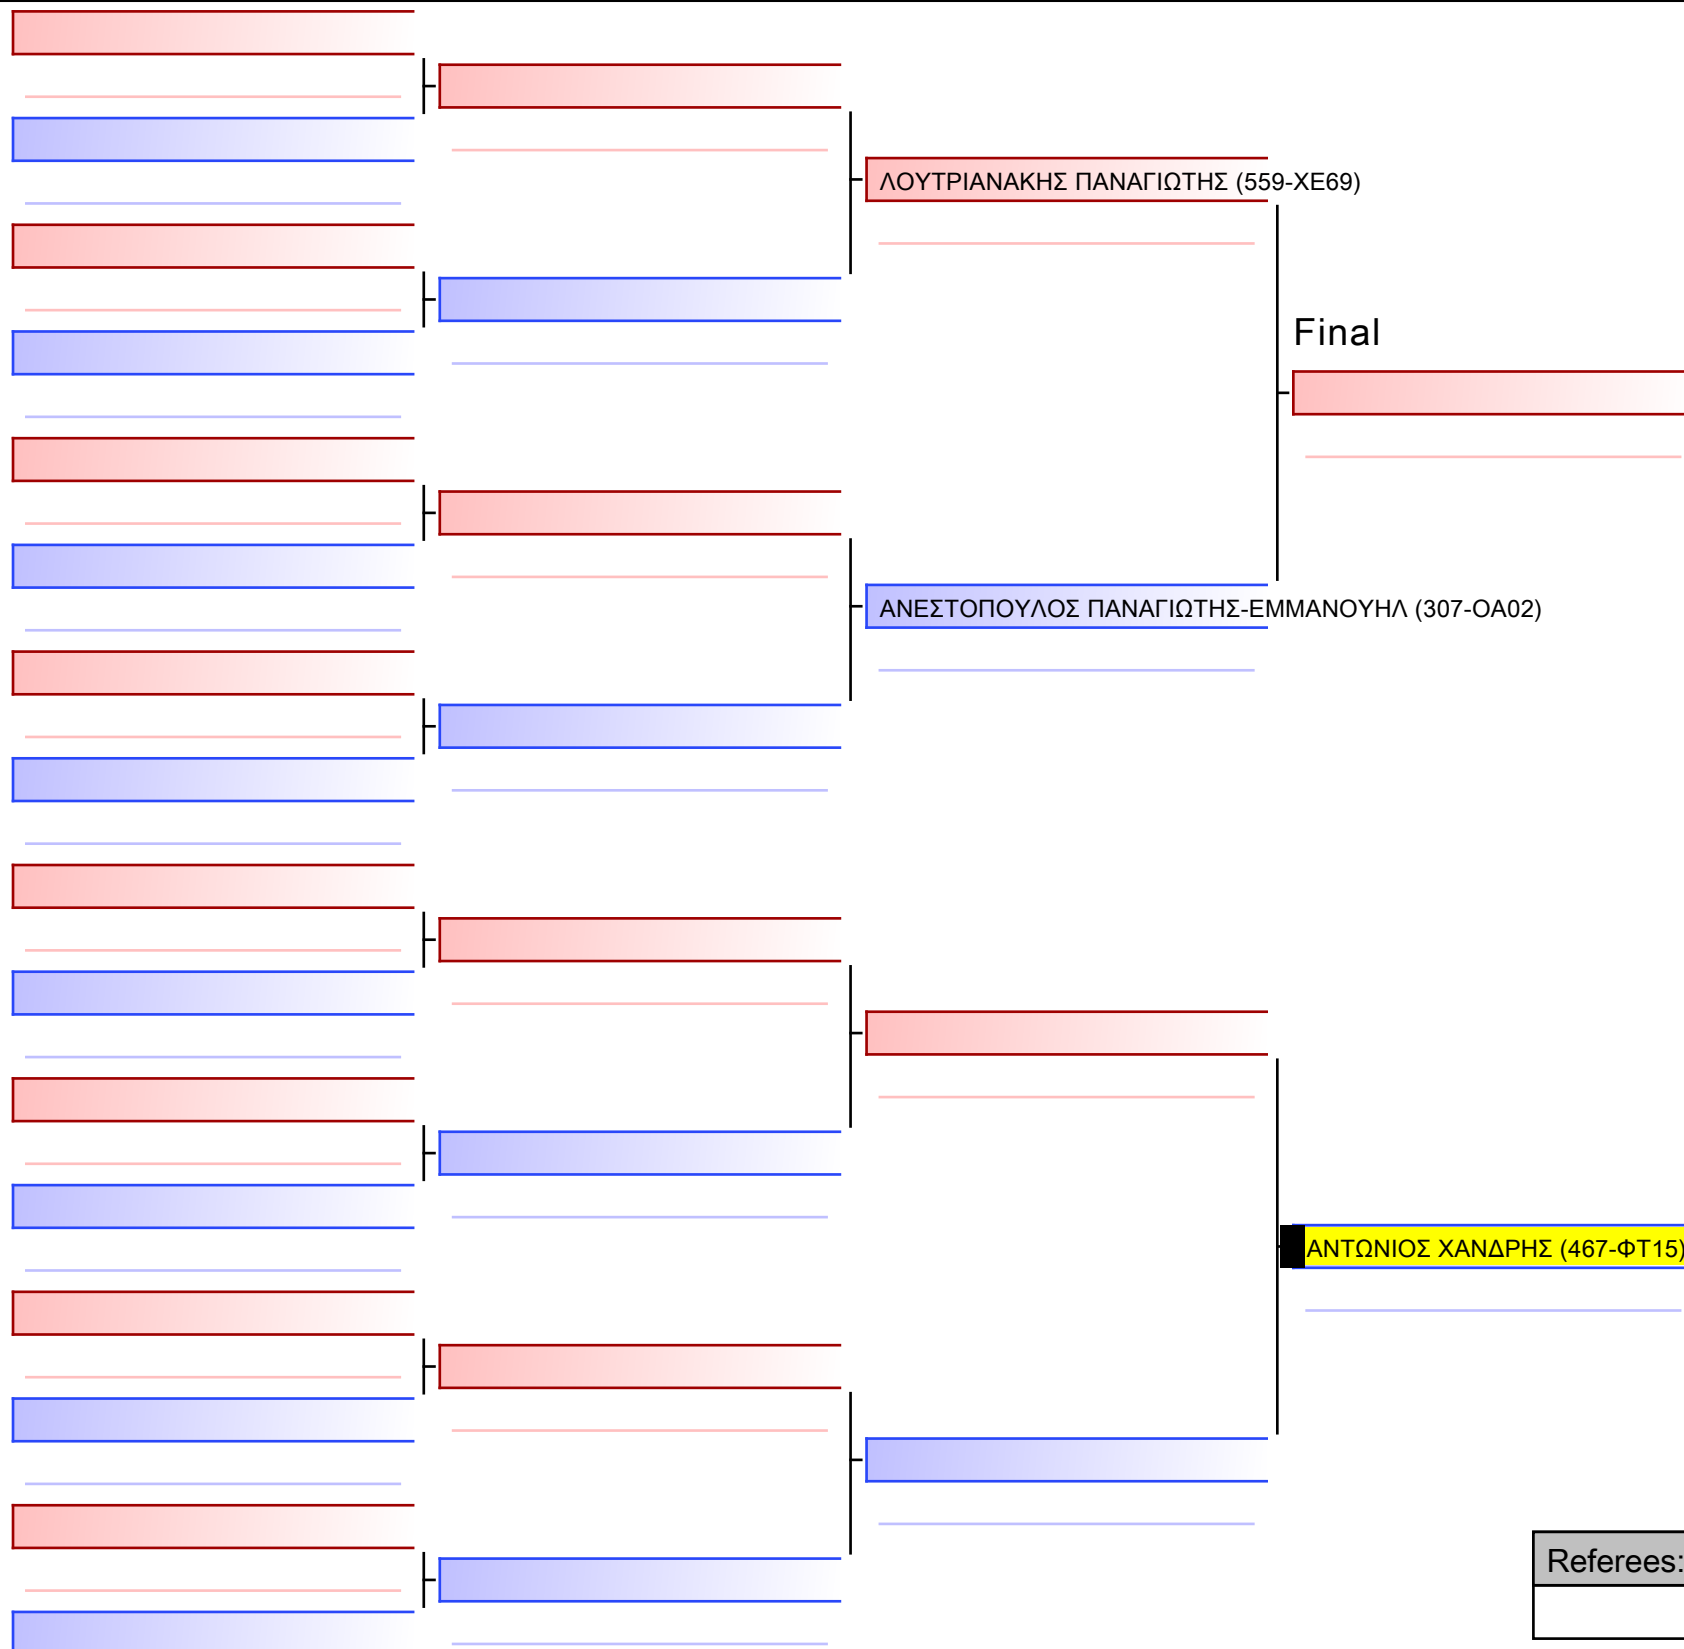 ΛΟΥΤΡΙΑΝΑΚΗΣ ΠΑΝΑΓΙΩΤΗΣ (559-ΧΕ69)
Final
ΑΝΕΣΤΟΠΟΥΛΟΣ ΠΑΝΑΓΙΩΤΗΣ-ΕΜΜΑΝΟΥΗΛ (307-ΟΑ02)
ΑΝΤΩΝΙΟΣ ΧΑΝΔΡΗΣ (467-ΦΤ15)
Referees: